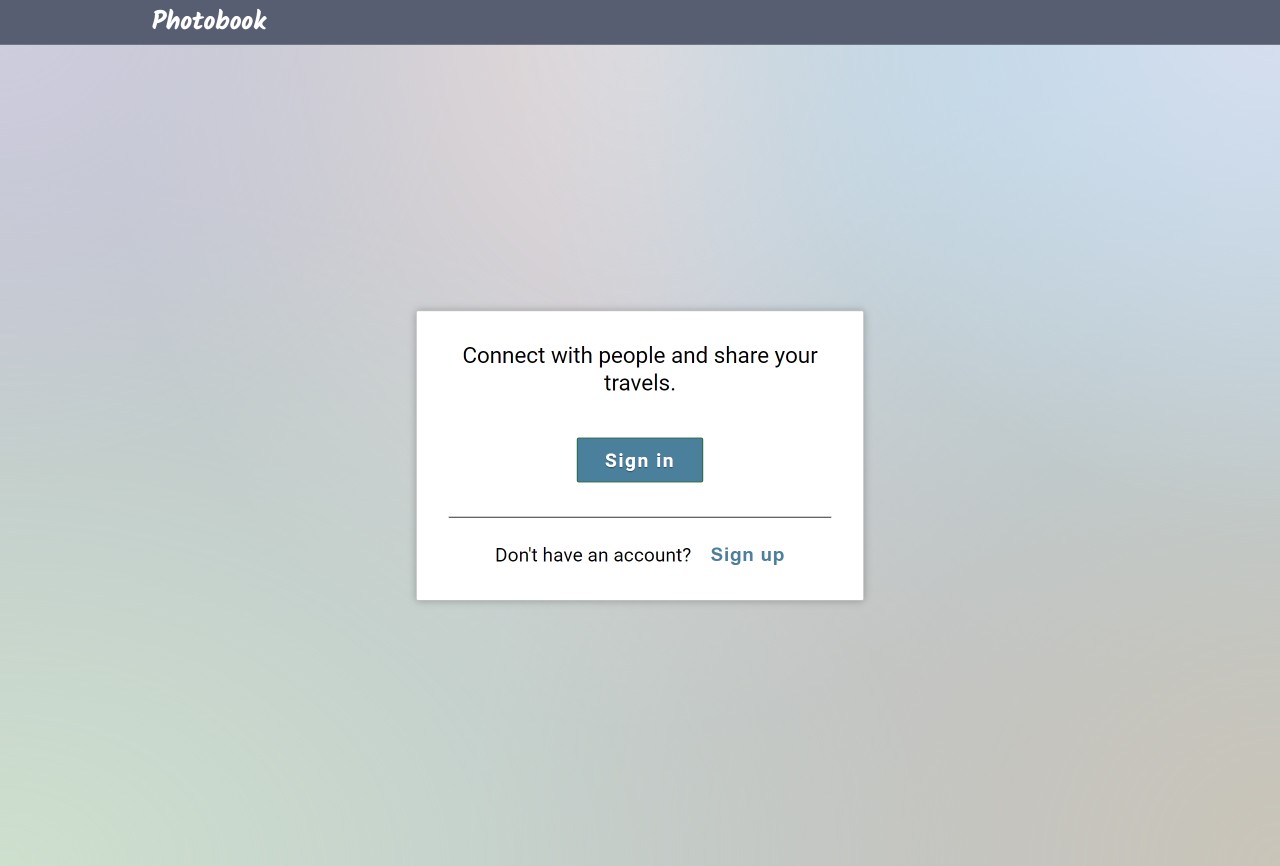 Photobook
Connect with people and share your
travels.
Sign in
Don't have an account? Sign up